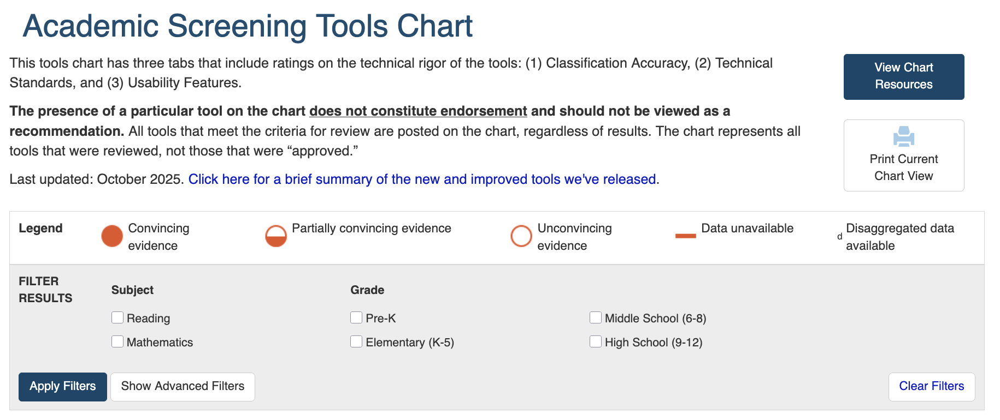 Academic Screening Tools Chart
This tools chart has three tabs that include ratings on the technical rigor of the tools: (1) Classification Accuracy, (2) Technical
Standards, and (3) Usability Features.
The presence of a particular tool on the chart does not constitute endorsement and should not be viewed as a
recommendation. All tools that meet the criteria for review are posted on the chart, regardless of results. The chart represents all
tools that were reviewed, not those that were “approved.”
Last updated: October 2025. Click here for a brief summary of the new and improved tools we've released.
View Chart
Resources
Print Current
Chart View
Legend
Convincing
evidence
Partially convincing evidence
Unconvincing
evidence
Data unavailable
d
Disaggregated data
available
FILTER
RESULTS
Subject
Reading
Mathematics
Grade
Pre-K
Elementary (K-5)
Middle School (6-8)
High School (9-12)
Apply Filters
Show Advanced Filters
Clear Filters